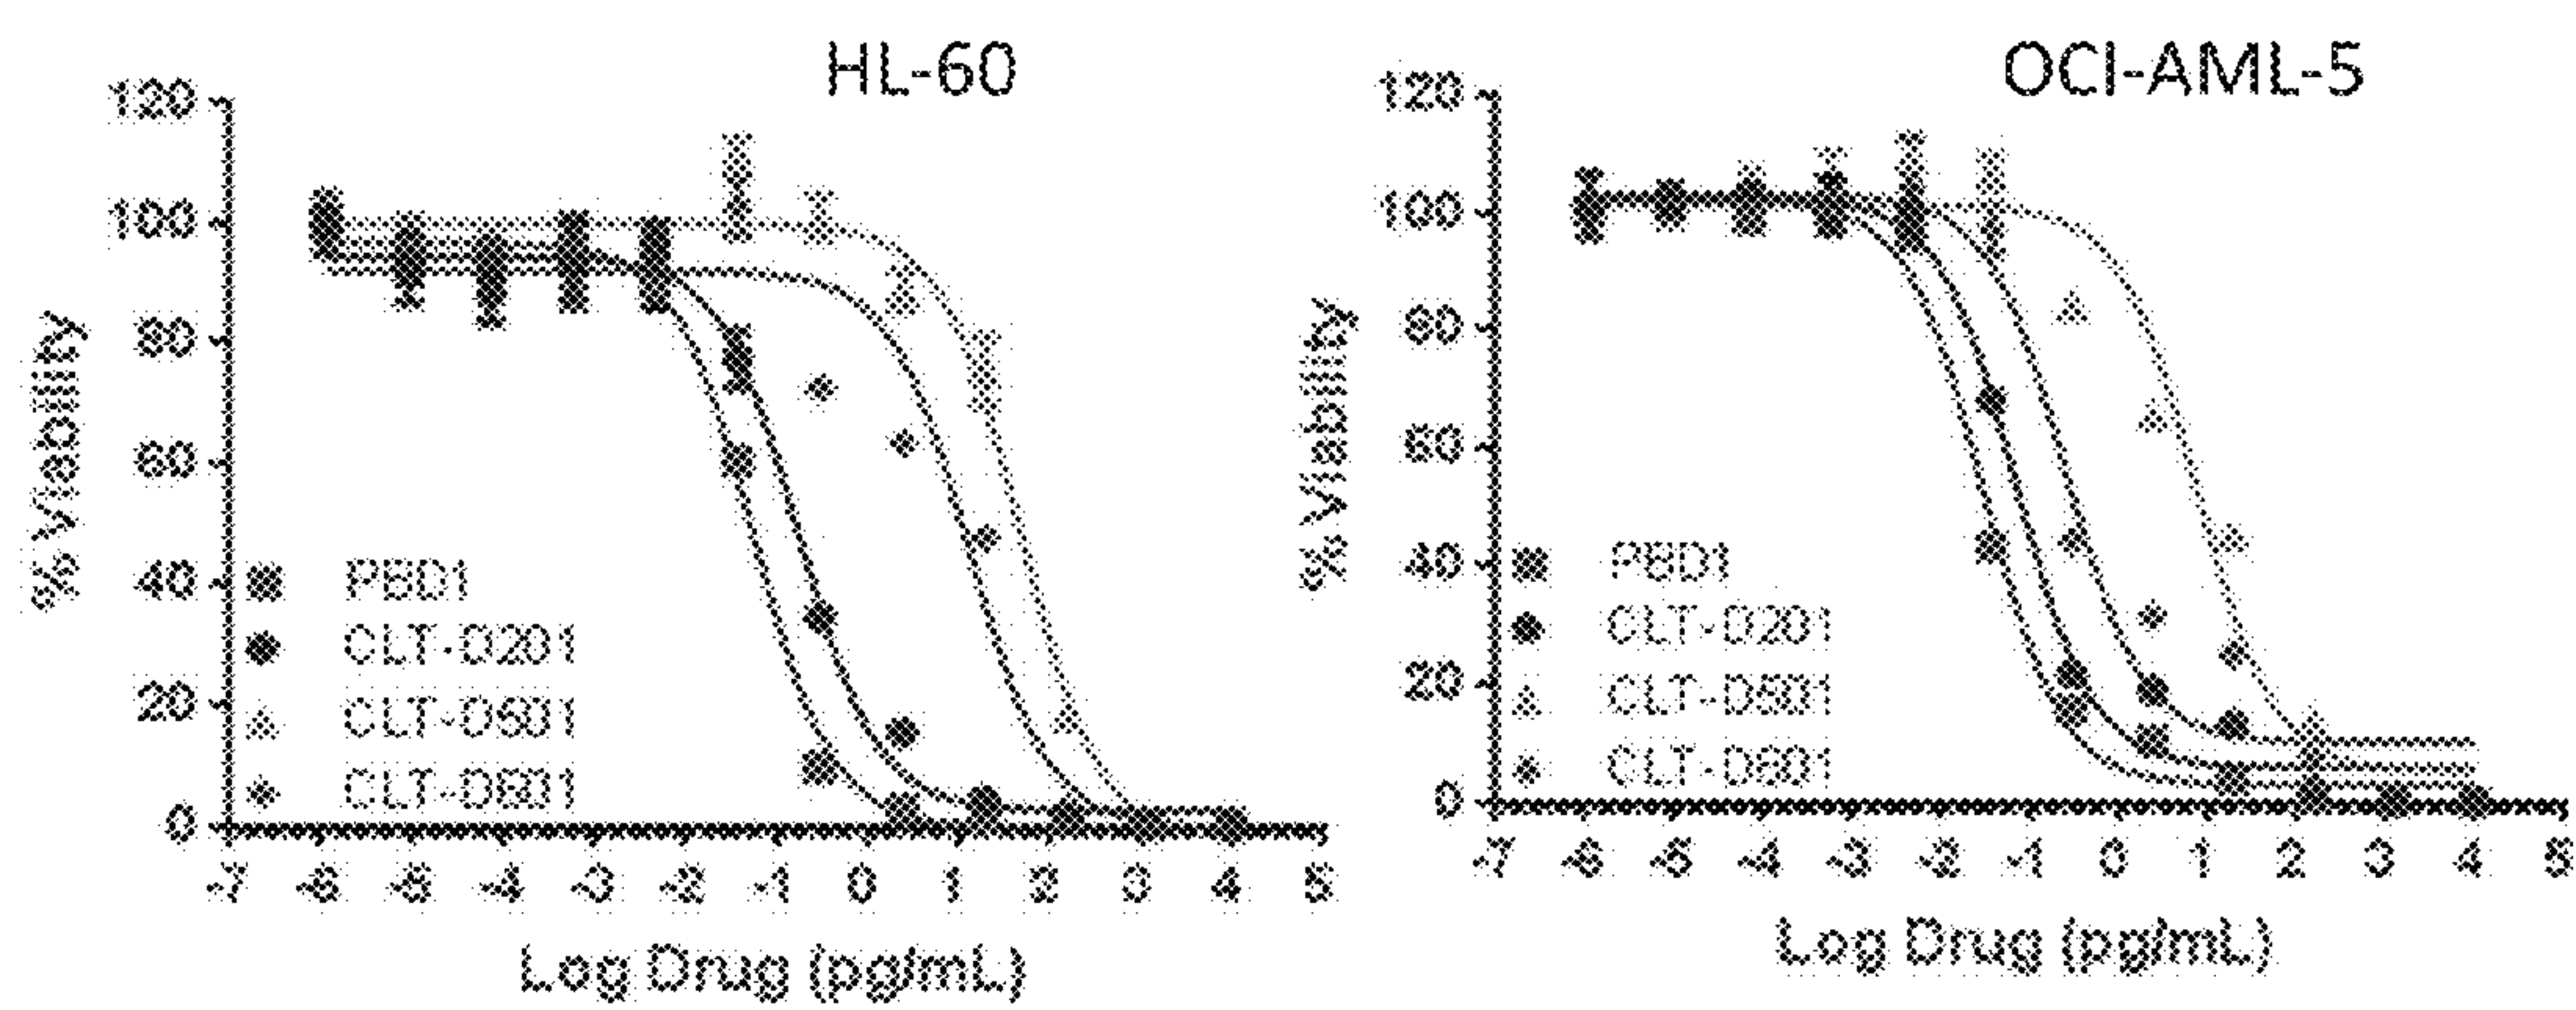 HL-60
120
100
80
60
40
20
0
% Viability
PBD1
CLT-D201
CLT-D501
CLT-D601
-7 -6 -5 -4 -3 -2 -1 0 1 2 3 4 5
Log Drug (pg/mL)
OCI-AML-5
120
100
80
60
40
20
0
% Viability
PBD1
CLT-D201
CLT-D501
CLT-D601
-7 -6 -5 -4 -3 -2 -1 0 1 2 3 4 5
Log Drug (pg/mL)